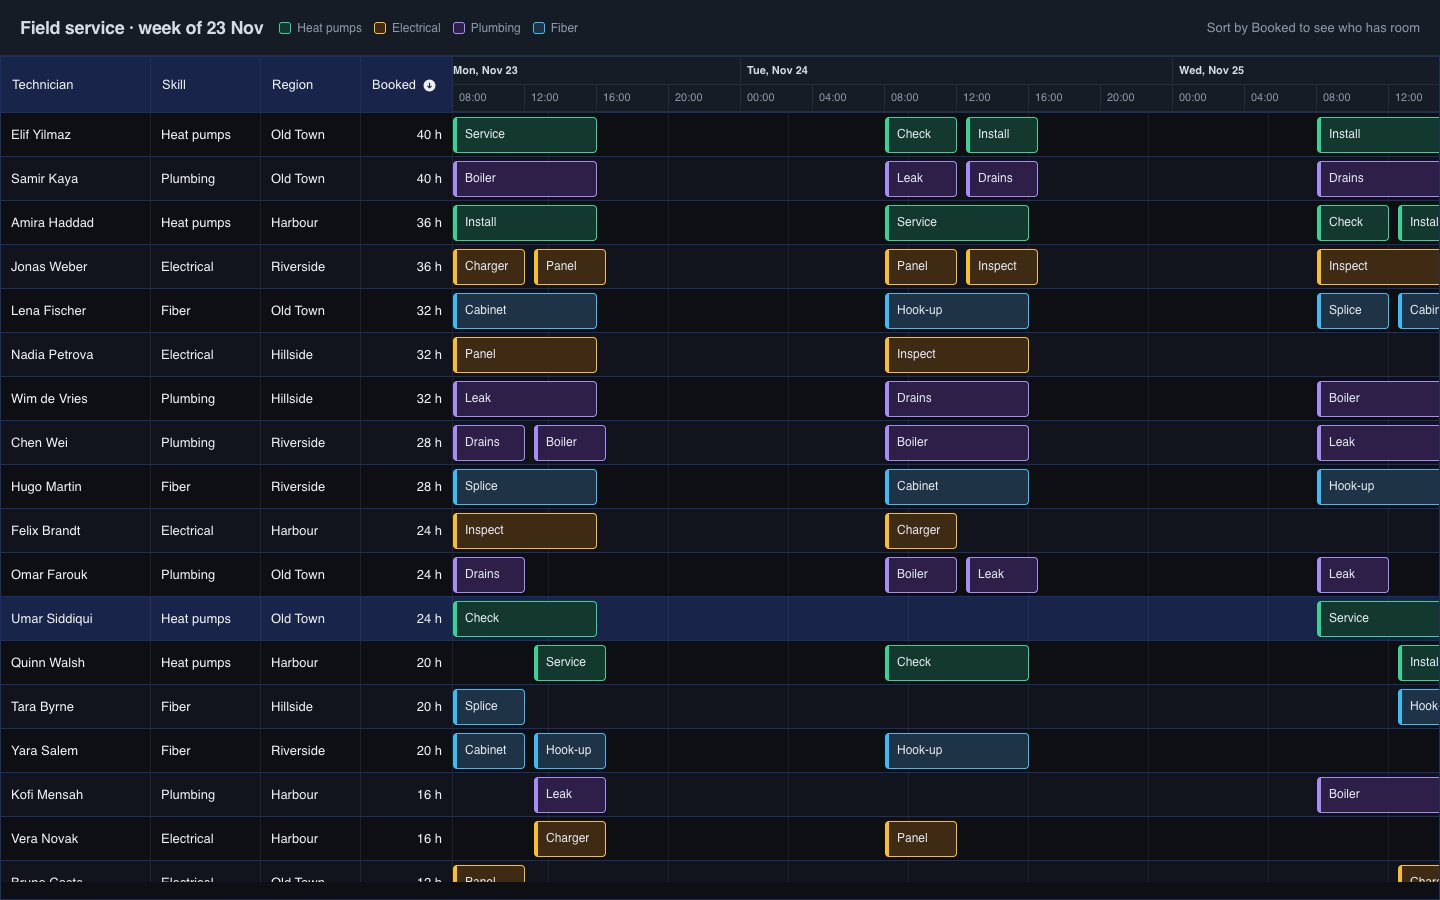 Field service · week of 23 Nov Heat pumps Electrical Plumbing Fiber Sort by Booked to see who has room
Technician Skill Region Booked Mon, Nov 23 Tue, Nov 24 Wed, Nov 25
08:00 12:00 16:00 20:00 00:00 04:00 08:00 12:00 16:00 20:00 00:00 04:00 08:00 12:00
Elif Yilmaz Heat pumps Old Town 40 h Service Check Install Install
Samir Kaya Plumbing Old Town 40 h Boiler Leak Drains Drains
Amira Haddad Heat pumps Harbour 36 h Install Service Check Instal
Jonas Weber Electrical Riverside 36 h Charger Panel Panel Inspect Inspect
Lena Fischer Fiber Old Town 32 h Cabinet Hook-up Splice Cabin
Nadia Petrova Electrical Hillside 32 h Panel Inspect
Wim de Vries Plumbing Hillside 32 h Leak Drains Boiler
Chen Wei Plumbing Riverside 28 h Drains Boiler Boiler Leak
Hugo Martin Fiber Riverside 28 h Splice Cabinet Hook-up
Felix Brandt Electrical Harbour 24 h Inspect Charger
Omar Farouk Plumbing Old Town 24 h Drains Boiler Leak Leak
Umar Siddiqui Heat pumps Old Town 24 h Check Service
Quinn Walsh Heat pumps Harbour 20 h Service Check Instal
Tara Byrne Fiber Hillside 20 h Splice Hook-
Yara Salem Fiber Riverside 20 h Cabinet Hook-up Hook-up
Kofi Mensah Plumbing Harbour 16 h Leak Boiler
Vera Novak Electrical Harbour 16 h Charger Panel
Bruno Costa Electrical Old Town 12 h Panel